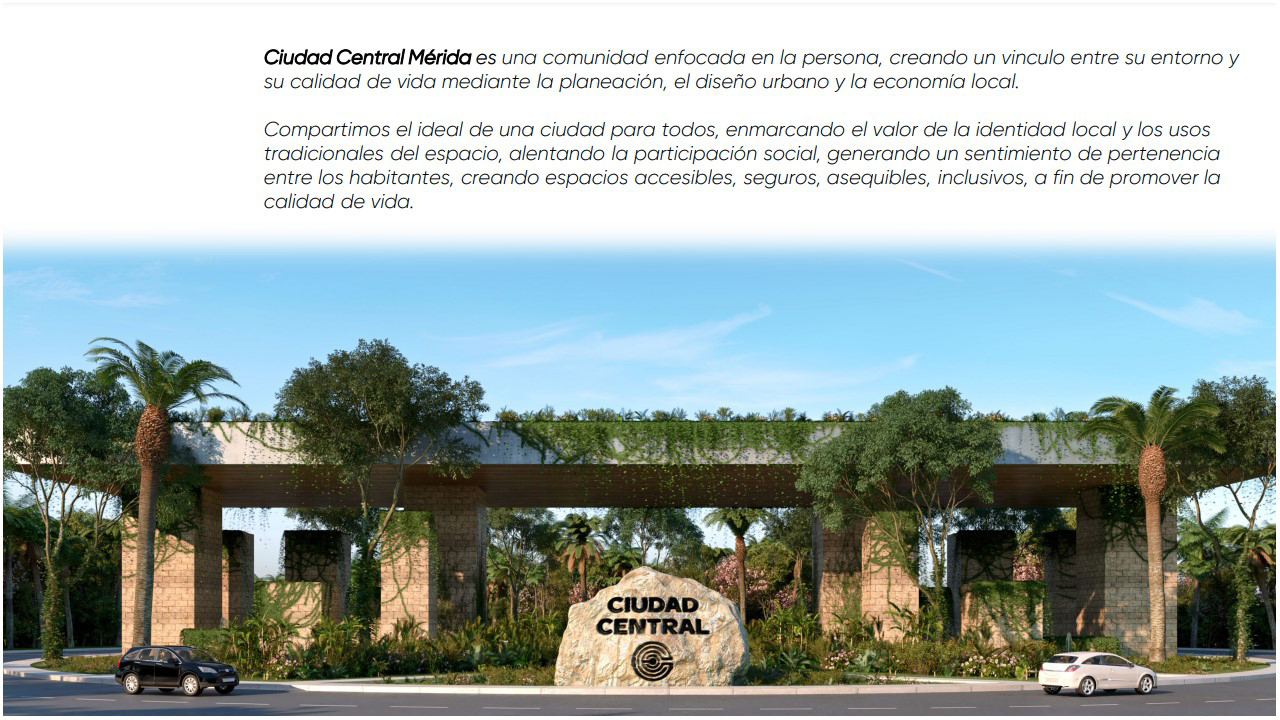 Ciudad Central Mérida es una comunidad enfocada en la persona, creando un vinculo entre su entorno y
su calidad de vida mediante la planeación, el diseño urbano y la economía local.
Compartimos el ideal de una ciudad para todos, enmarcando el valor de la identidad local y los usos
tradicionales del espacio, alentando la participación social, generando un sentimiento de pertenencia
entre los habitantes, creando espacios accesibles, seguros, asequibles, inclusivos, a fin de promover la
calidad de vida.
CIUDAD
CENTRAL